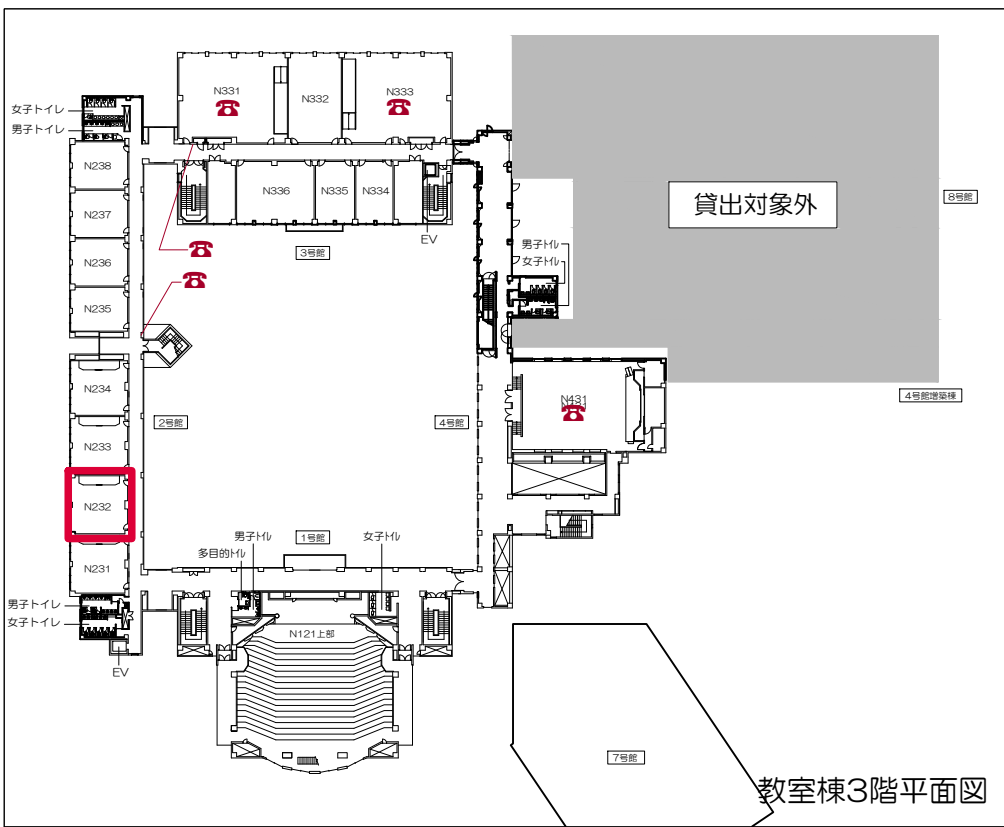 N331
N332
N333
女子トイレ
男子トイレ
N238
N336
N335
N334
貸出対象外
8号館
N237
EV
3号館
男子トイル
女子トイル
N236
N235
N234
N431
4号館増築棟
2号館
4号館
N233
N232
1号館
男子トイル
女子トイル
多目的トイル
N231
男子トイレ
女子トイレ
N121上部
EV
7号館
教室棟3階平面図